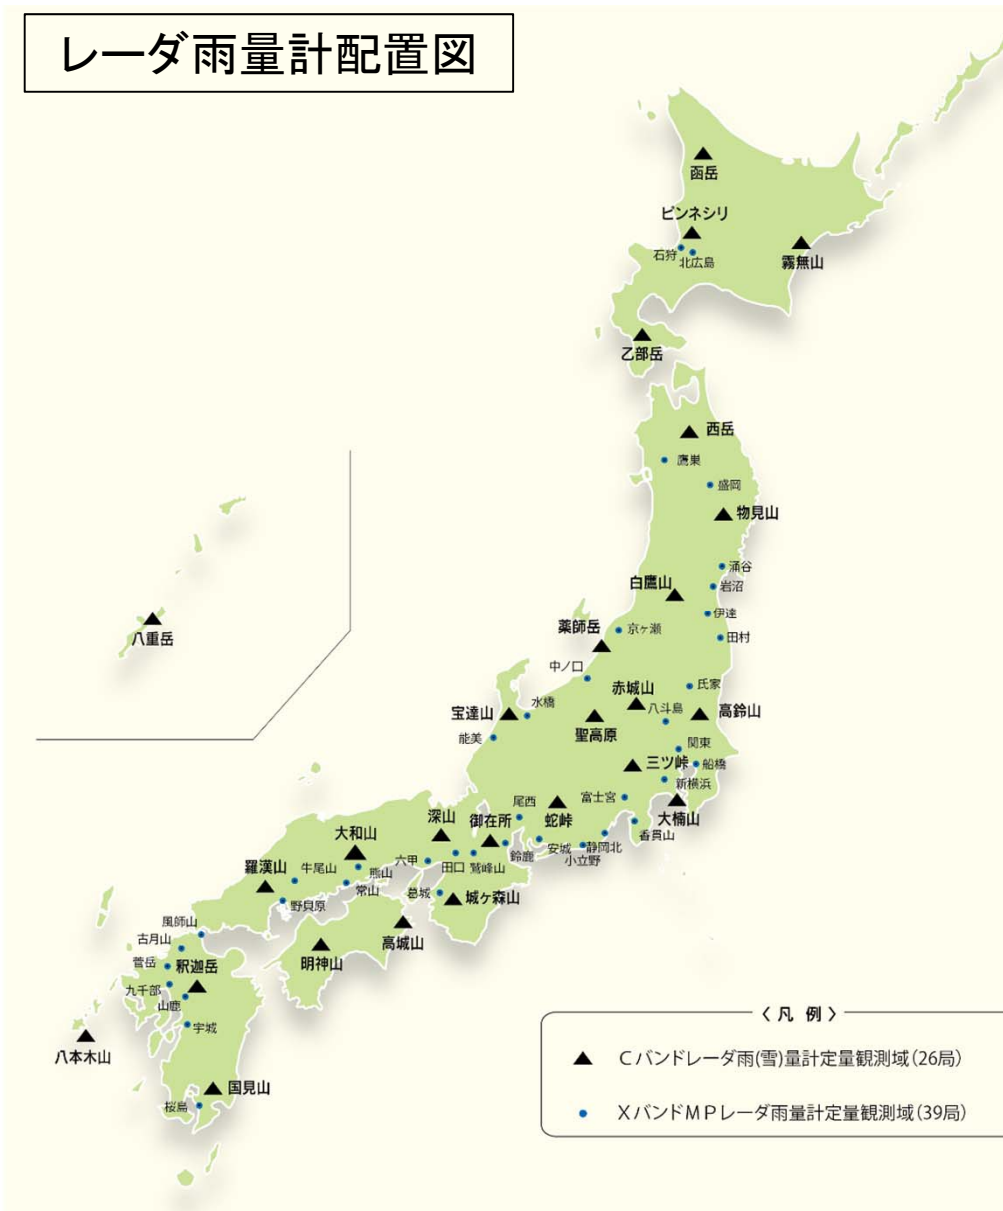 レーダ雨量計配置図
函岳
ピンネシリ
石狩
北広島
霧無山
乙部岳
西岳
鷹巣
盛岡
物見山
涌谷
白鷹山
岩沼
伊達
八重岳
薬師岳
京ヶ瀬
田村
中ノ口
赤城山
氏家
宝達山
水橋
八斗島
高鈴山
能美
聖高原
関東
三ツ峠
船橋
新横浜
尾西
富士宮
深山
御在所
蛇峠
大楠山
大和山
香貫山
安城
静岡北
小立野
鈴鹿
六甲
田口
鷲峰山
羅漢山
牛尾山
熊山
常山
葛城
城ヶ森山
野貝原
風師山
高城山
古月山
明神山
菅岳
釈迦岳
九千部
山鹿
宇城
八本木山
国見山
桜島
〈 凡 例 〉
▲ Cバンドレーダ雨(雪)量計定量観測域(26局)
● XバンドMPレーダ雨量計定量観測域(39局)